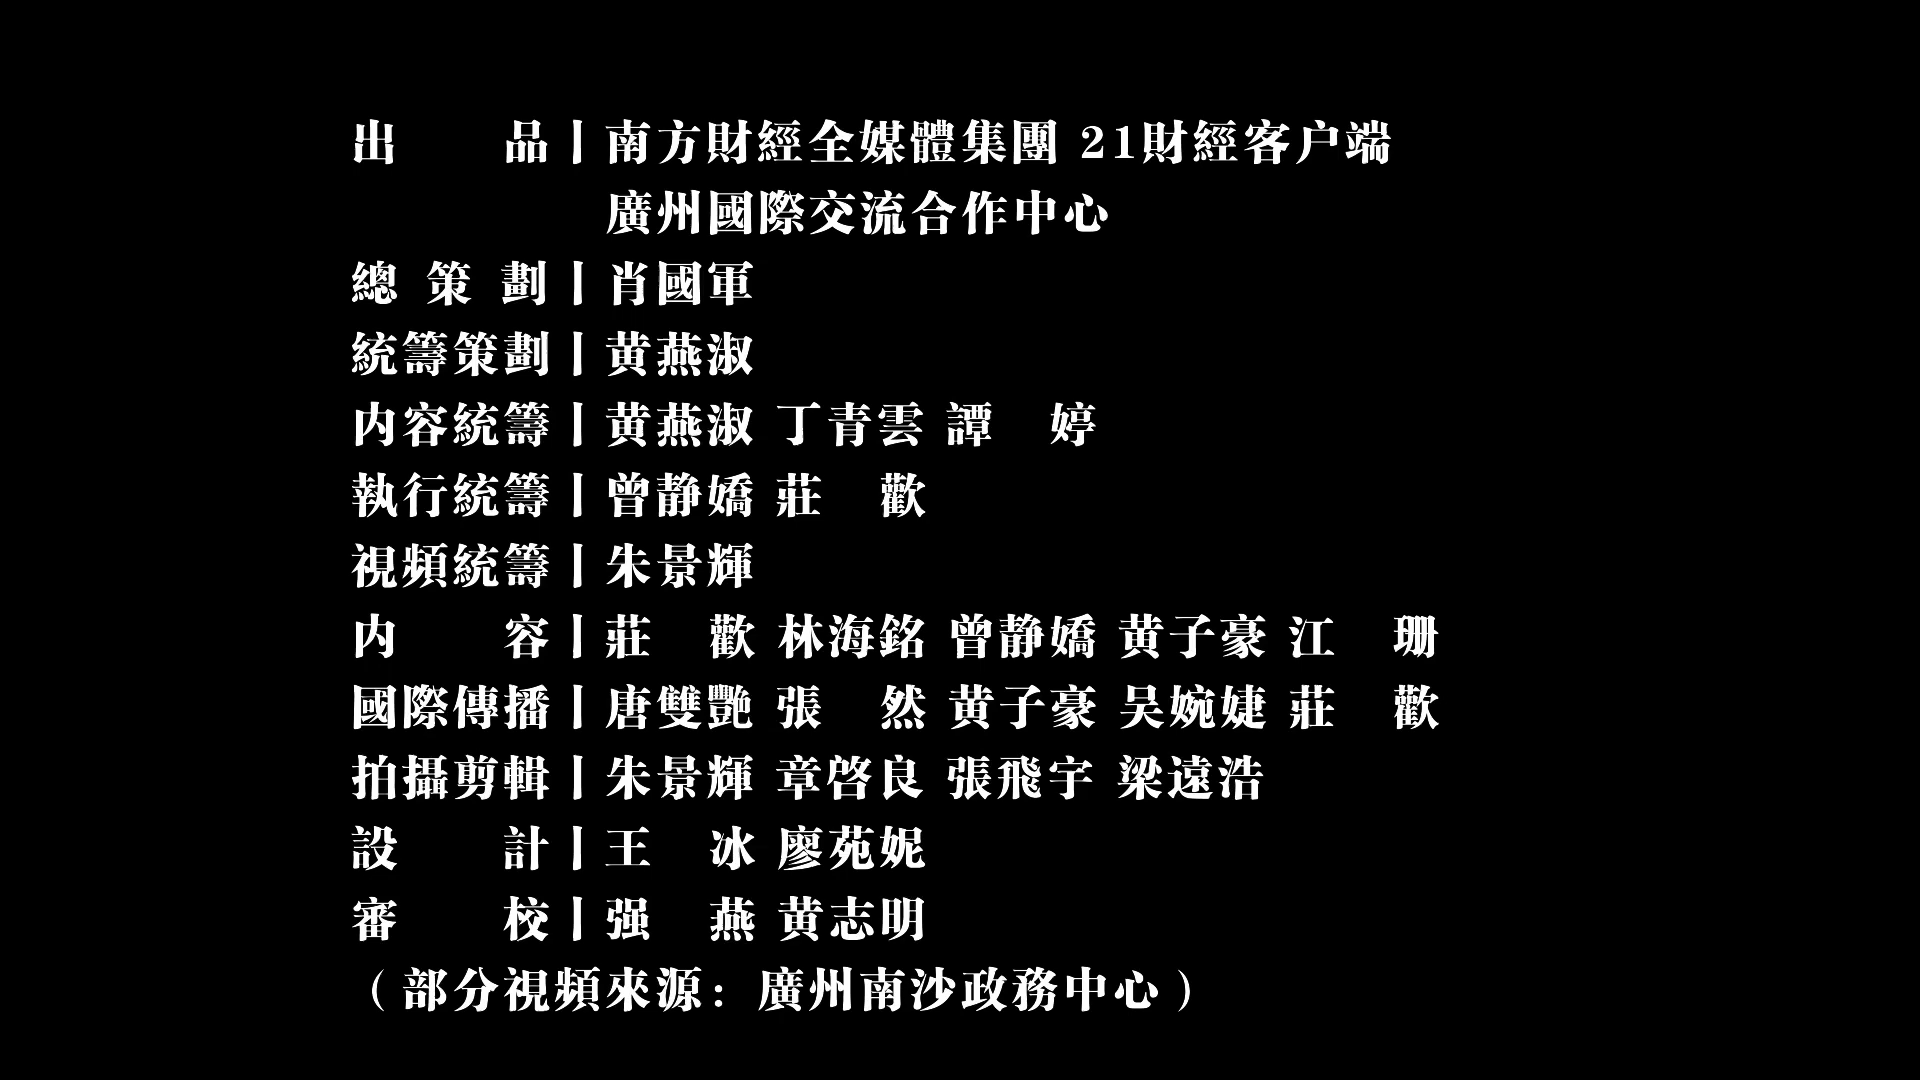 出　　品丨南方財經全媒體集團 21財經客户端
廣州國際交流合作中心
總 策 劃丨肖國軍
統籌策劃丨黄燕淑
内容統籌丨黄燕淑 丁青雲 譚　婷
執行統籌丨曾静嬌 莊　歡
視頻統籌丨朱景輝
内　　容丨莊　歡 林海銘 曾静嬌 黄子豪 江　珊
國際傳播丨唐雙艷 張　然 黄子豪 吴婉婕 莊　歡
拍攝剪輯丨朱景輝 章啓良 張飛宇 梁遠浩
設　　計丨王　冰 廖苑妮
審　　校丨强　燕 黄志明
（部分視頻來源：廣州南沙政務中心）